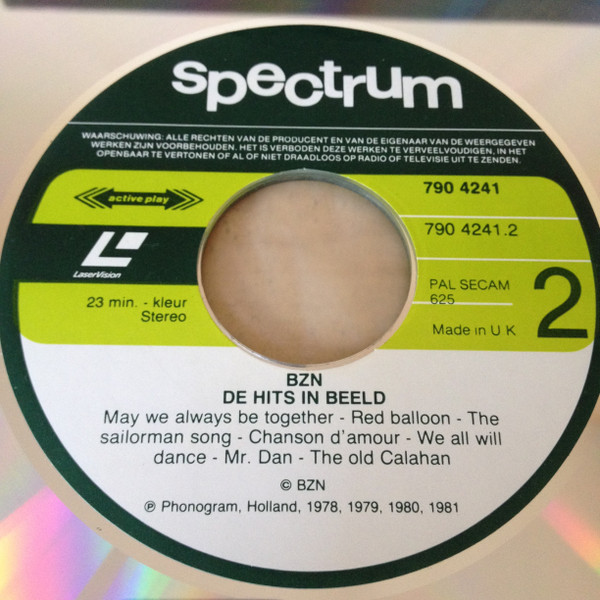 spectrum
WAARSCHUWING: ALLE RECHTEN VAN DE PRODUCENT EN VAN DE EIGENAAR VAN DE WEERGEGEVEN
WERKEN ZIJN VOORBEHOUDEN. HET IS VERBODEN DEZE WERKEN TE VERVEELVOUDIGEN, IN HET
OPENBAAR TE VERTONEN OF AL OF NIET DRAADLOOS OP RADIO OF TELEVISIE UIT TE ZENDEN.
active play
LaserVision
23 min. - kleur
Stereo
790 4241
790 4241.2
PAL SECAM
625
Made in U K
2
BZN
DE HITS IN BEELD
May we always be together - Red balloon - The
sailorman song - Chanson d'amour - We all will
dance - Mr. Dan - The old Calahan
© BZN
℗ Phonogram, Holland, 1978, 1979, 1980, 1981